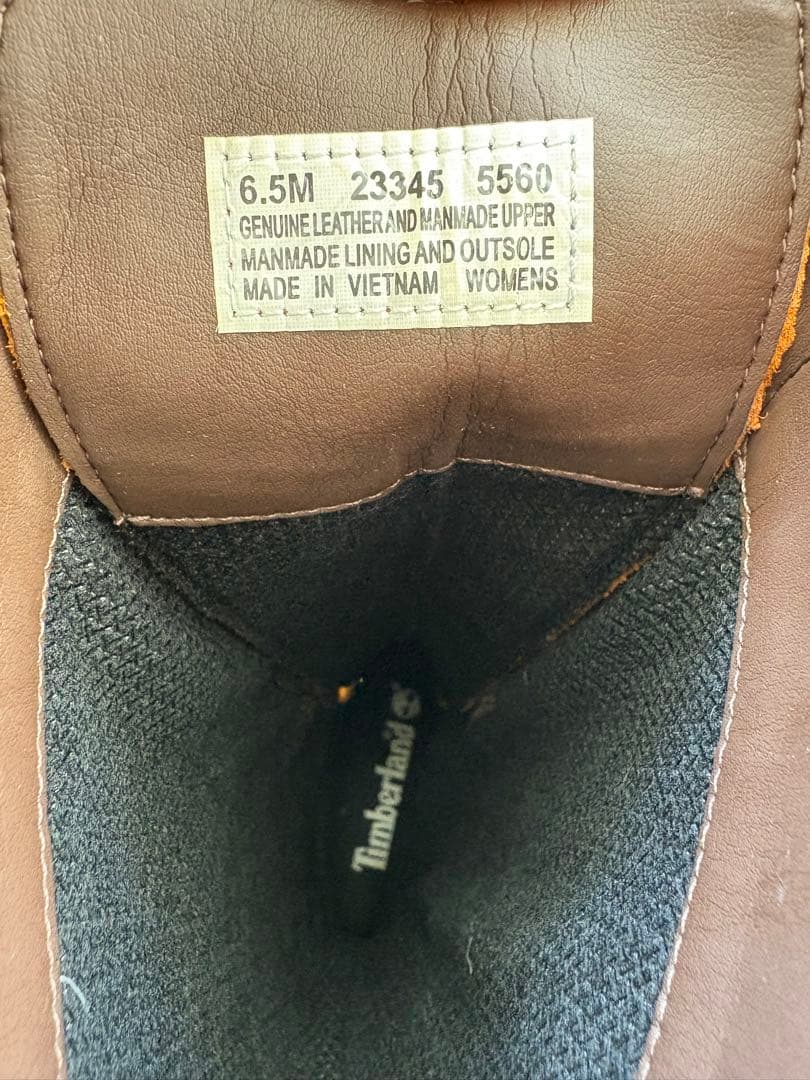 6.5M 23345 5560
GENUINE LEATHER AND MANMADE UPPER
MANMADE LINING AND OUTSOLE
MADE IN VIETNAM WOMENS
Timberland